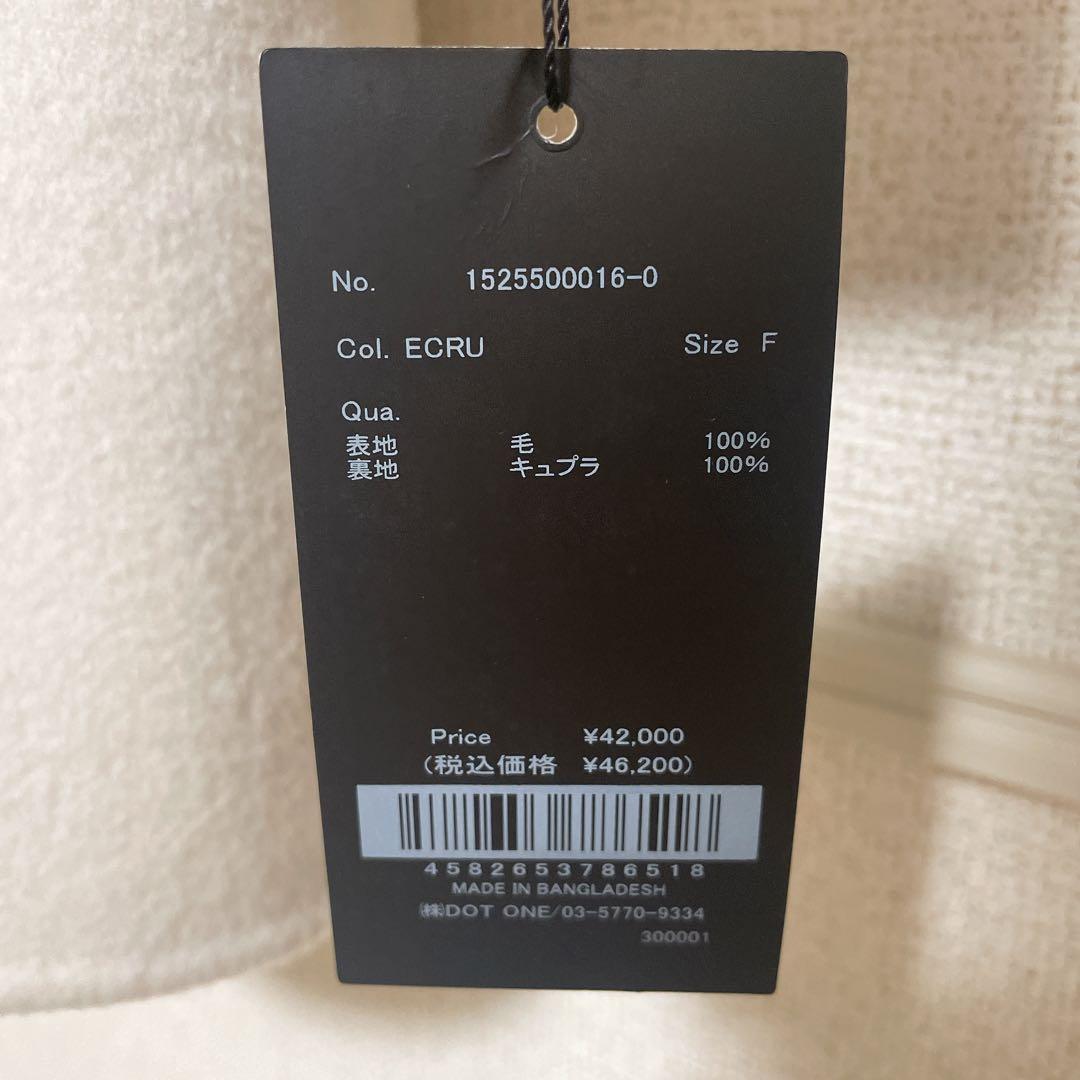 No. 1525500016-0
Col. ECRU Size F
Qua.
表地 毛 100%
裏地 キュプラ 100%
Price ¥42,000
(税込価格 ¥46,200)
4582653786518
MADE IN BANGLADESH
㈱DOT ONE/03-5770-9334
300001